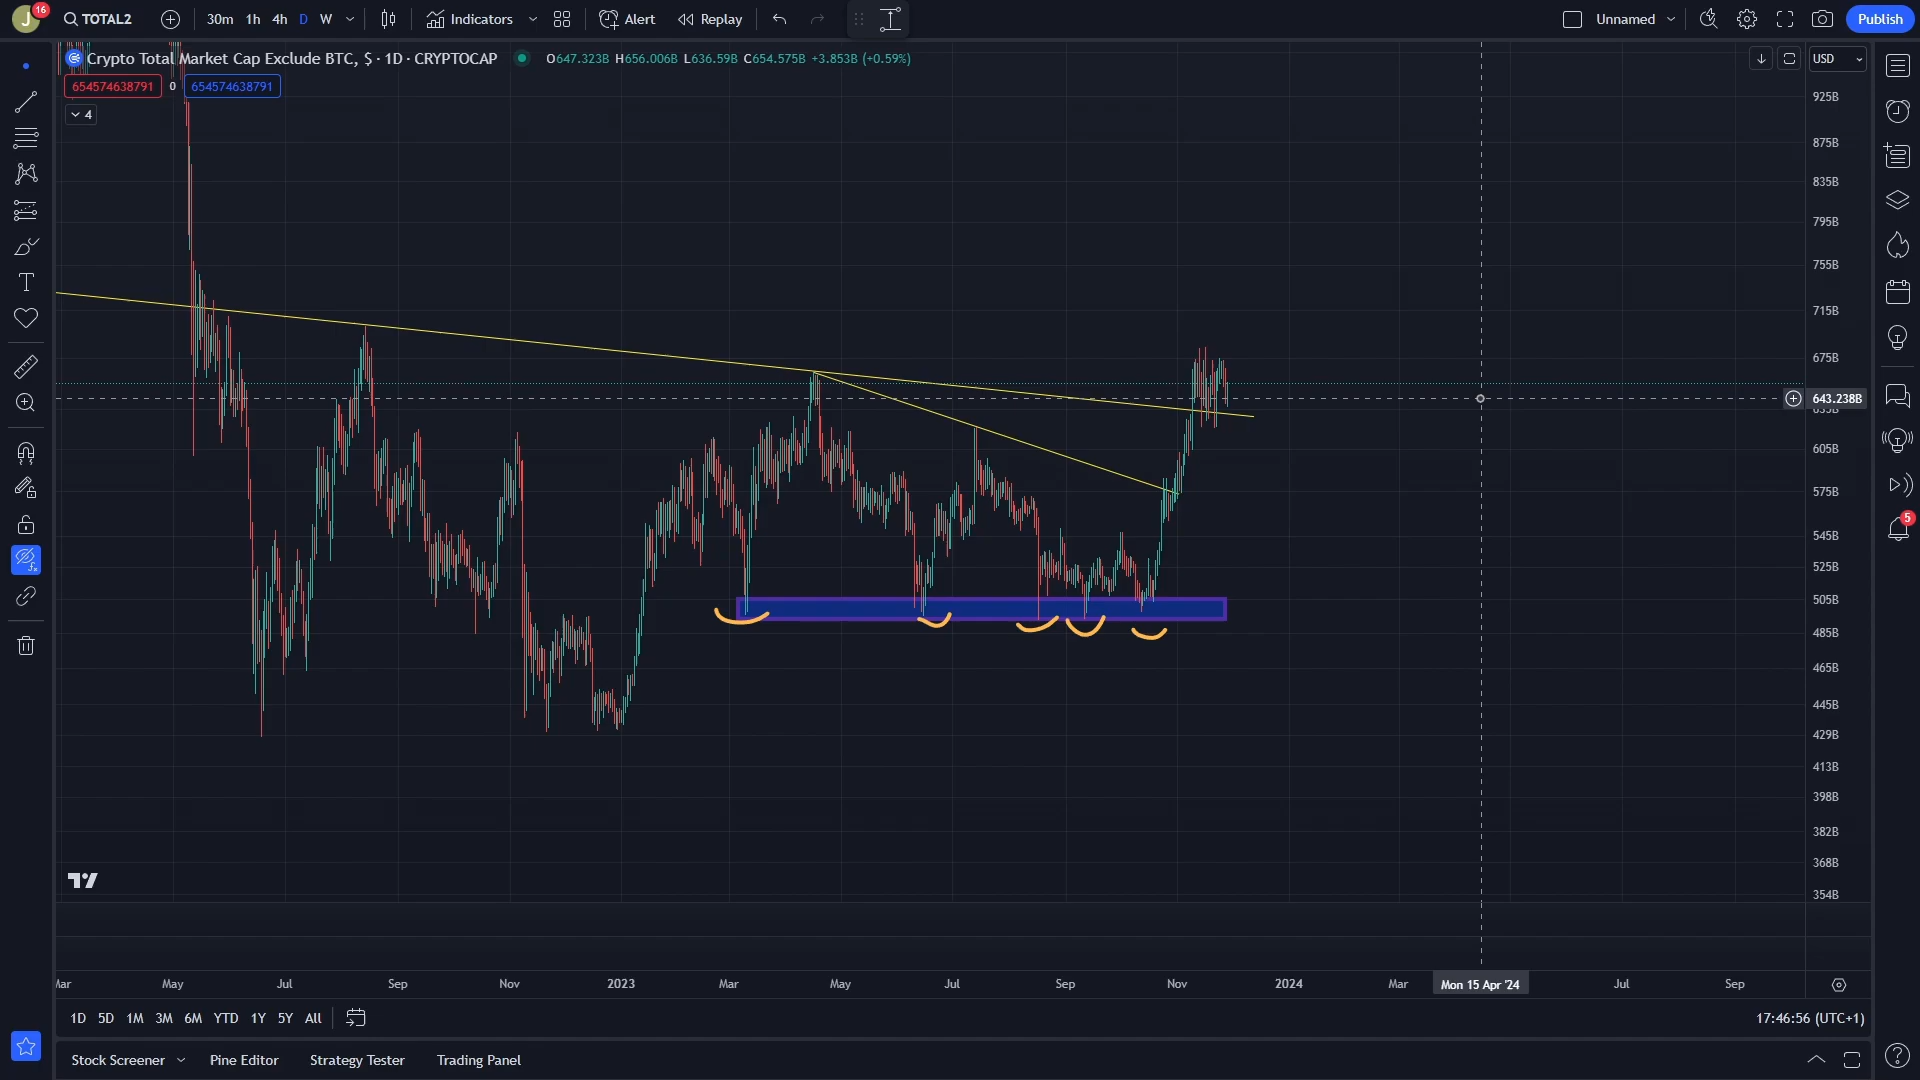 J 16 TOTAL2 30m 1h 4h D W Indicators Alert Replay Unnamed Publish
Crypto Total Market Cap Exclude BTC, $ · 1D · CRYPTOCAP O647.323B H656.006B L636.59B C654.575B +3.853B (+0.59%) USD
654574638791 0 654574638791
4
925B
875B
835B
795B
755B
715B
675B
643.238B
635B
605B
575B
5
545B
525B
505B
485B
465B
445B
429B
413B
398B
382B
368B
354B
Mar May Jul Sep Nov 2023 Mar May Jul Sep Nov 2024 Mar Mon 15 Apr '24 Jul Sep
1D 5D 1M 3M 6M YTD 1Y 5Y All 17:46:56 (UTC+1)
Stock Screener Pine Editor Strategy Tester Trading Panel